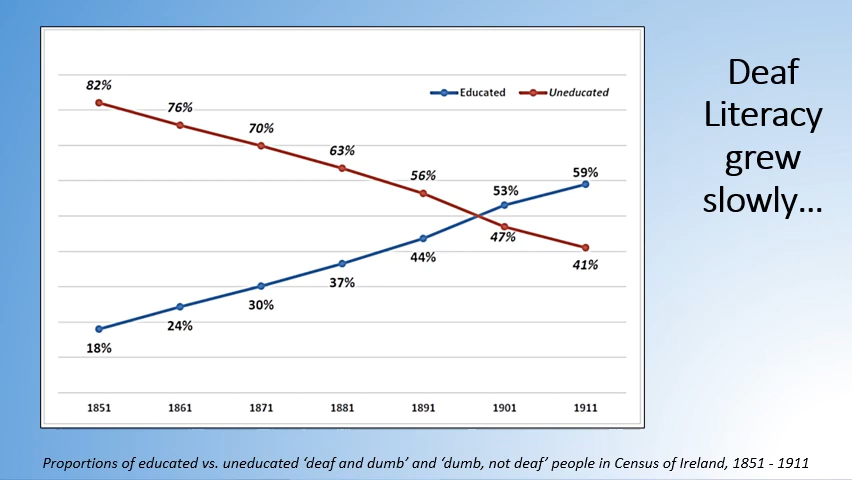 Deaf
Literacy
grew
slowly...
Educated
Uneducated
82%
76%
70%
63%
56%
47%
41%
18%
24%
30%
37%
44%
53%
59%
1851 1861 1871 1881 1891 1901 1911
Proportions of educated vs. uneducated ‘deaf and dumb’ and ‘dumb, not deaf’ people in Census of Ireland, 1851 - 1911